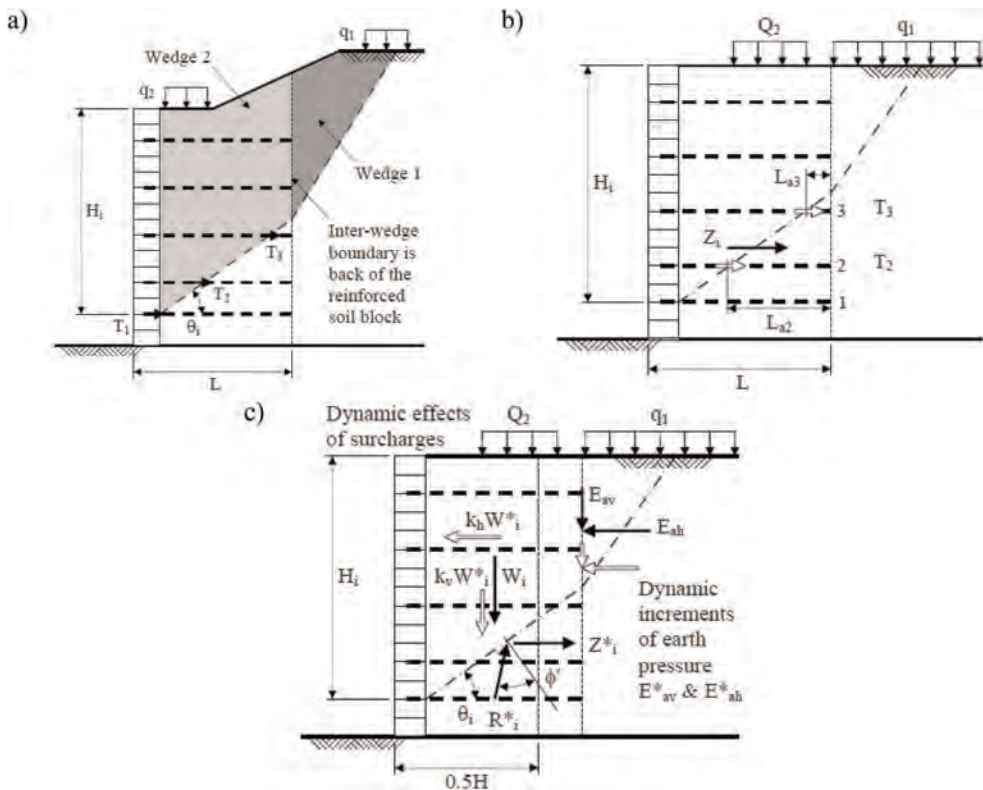 a)
q₁
Wedge 2
q₂
Wedge 1
Hᵢ
Inter-wedge
boundary is
back of the
reinforced
soil block
T₃
T₂
T₁
θᵢ
L
b)
Q₂
q₁
Lₐ₃
Hᵢ
3
T₃
Zᵢ
2
T₂
1
Lₐ₂
L
c)
Dynamic effects
of surcharges
Q₂
q₁
Eₐᵥ
kₕW*ᵢ
Eₐₕ
Hᵢ
kᵥW*ᵢ
Wᵢ
Dynamic
increments
of earth
pressure
E*ₐᵥ & E*ₐₕ
Z*ᵢ
ϕ'
θᵢ
R*ᵢ
0.5H